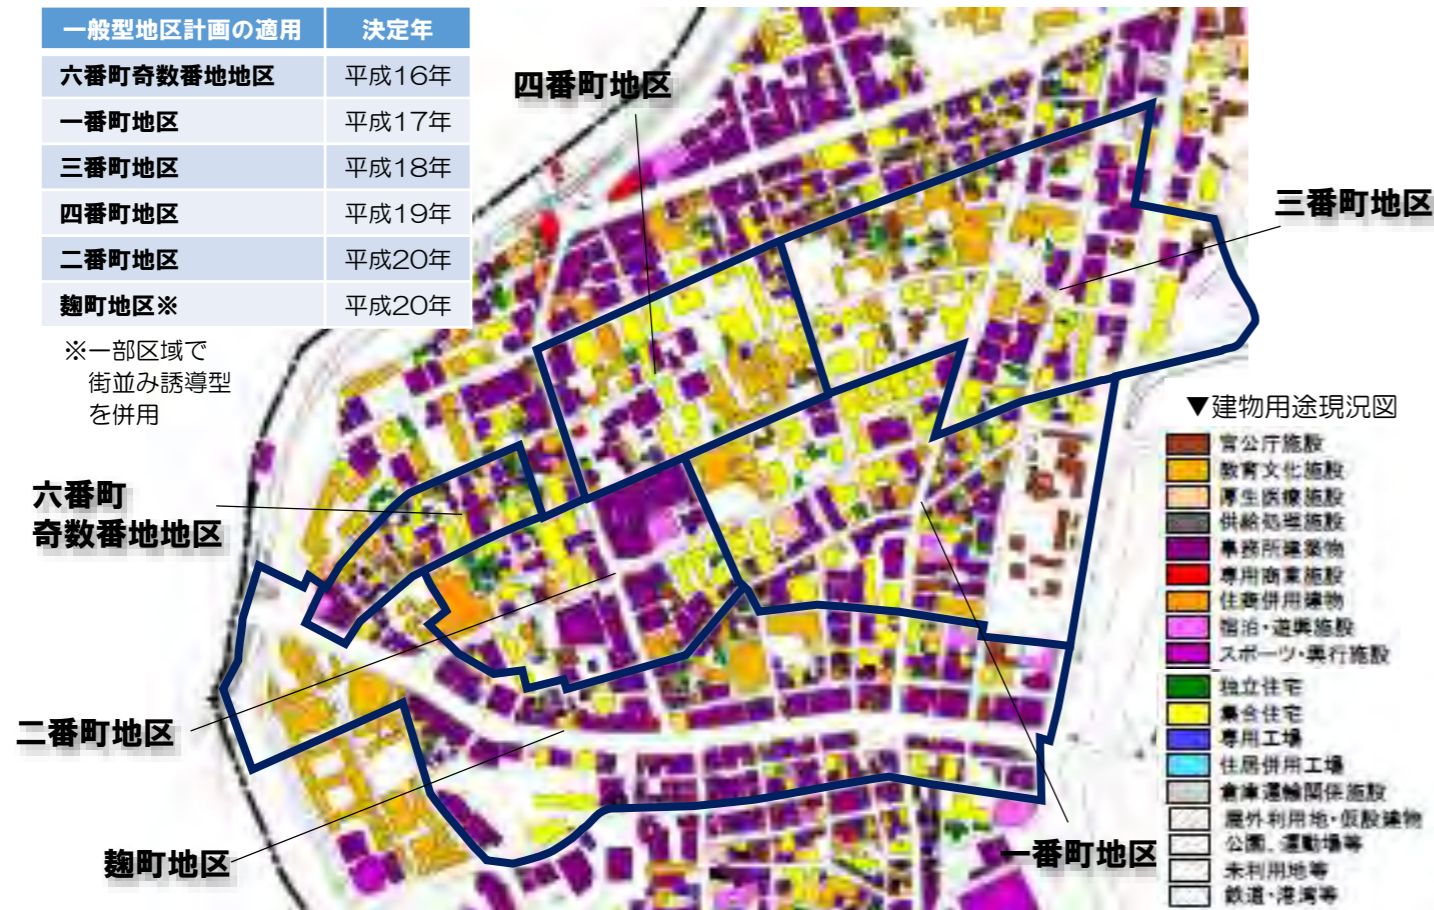 一般型地区計画の適用 決定年
六番町奇数番地地区 平成16年
一番町地区 平成17年
三番町地区 平成18年
四番町地区 平成19年
二番町地区 平成20年
麹町地区※ 平成20年
※一部区域で
街並み誘導型
を併用
四番町地区
三番町地区
六番町
奇数番地地区
二番町地区
麹町地区
一番町地区
▼建物用途現況図
官公庁施設
教育文化施設
厚生医療施設
供給処理施設
事務所建築物
専用商業施設
住商併用建物
宿泊・遊興施設
スポーツ・興行施設
独立住宅
集合住宅
専用工場
住居併用工場
倉庫運輸関係施設
屋外利用地・仮設建物
公園、運動場等
未利用地等
鉄道・港湾等